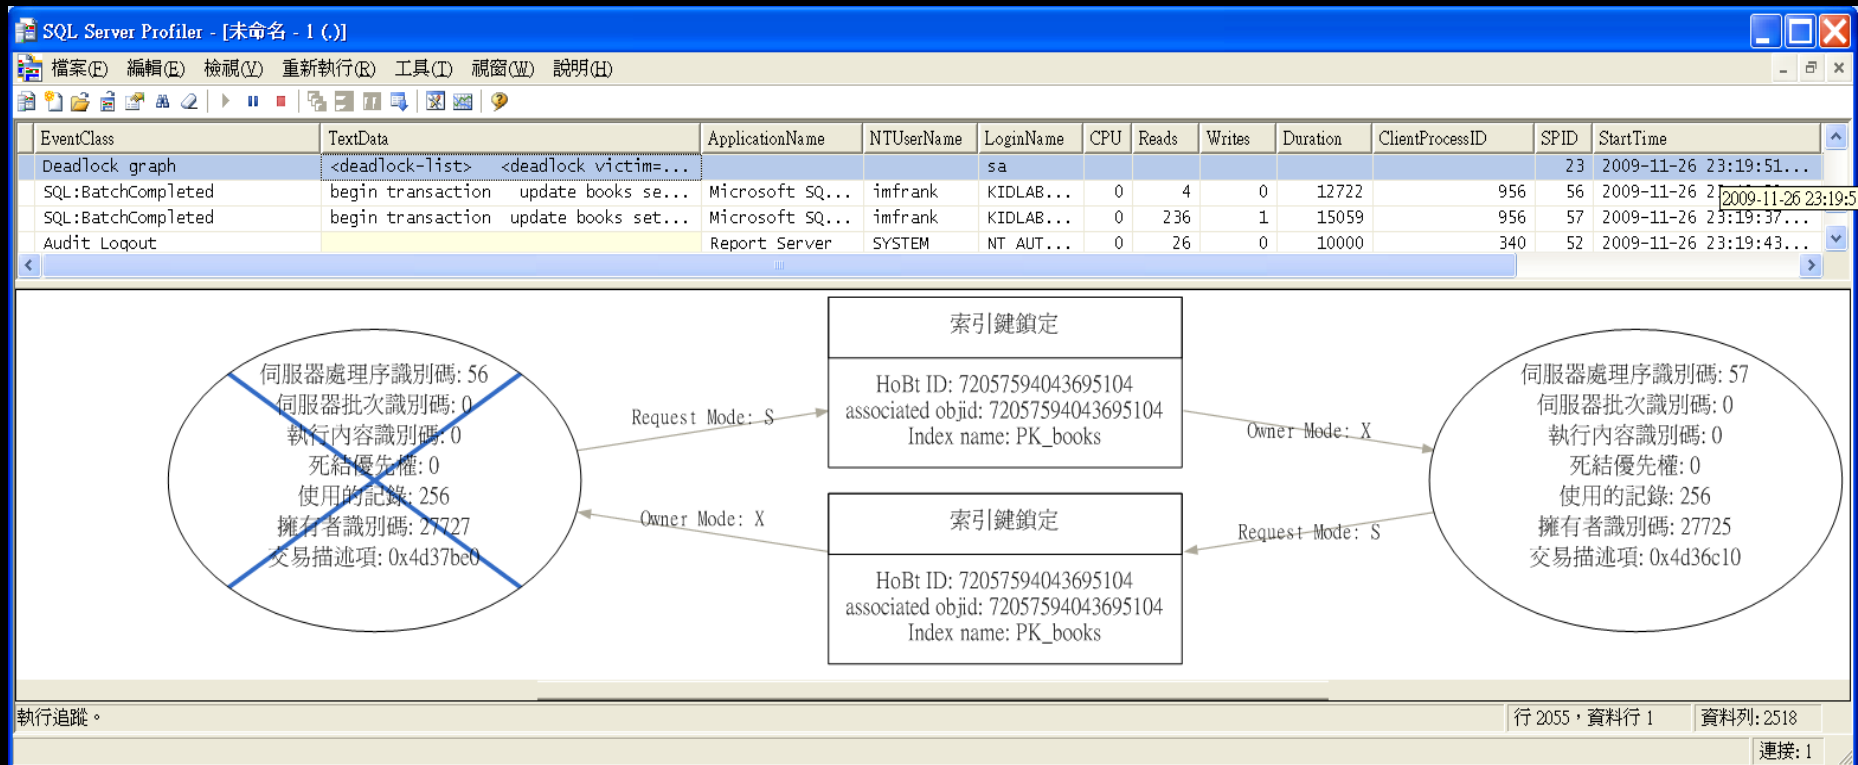 SQL Server Profiler - [未命名 - 1 (.)]
檔案(F) 編輯(E) 檢視(V) 重新執行(R) 工具(T) 視窗(W) 說明(H)
EventClass TextData ApplicationName NTUserName LoginName CPU Reads Writes Duration ClientProcessID SPID StartTime
Deadlock graph <deadlock-list> <deadlock victim=... sa 23 2009-11-26 23:19:51...
SQL:BatchCompleted begin transaction update books se... Microsoft SQ... imfrank KIDLAB... 0 4 0 12722 956 56
2009-11-26 23:19:5
SQL:BatchCompleted begin transaction update books set... Microsoft SQ... imfrank KIDLAB... 0 236 1 15059 956 57 2009-11-26 23:19:37...
Audit Logout Report Server SYSTEM NT AUT... 0 26 0 10000 340 52 2009-11-26 23:19:43...
伺服器處理序識別碼: 56
伺服器批次識別碼: 0
執行內容識別碼: 0
死結優先權: 0
使用的記錄: 256
擁有者識別碼: 27727
交易描述項: 0x4d37be0
Request Mode: S
Owner Mode: X
索引鍵鎖定
HoBt ID: 72057594043695104
associated objid: 72057594043695104
Index name: PK_books
索引鍵鎖定
HoBt ID: 72057594043695104
associated objid: 72057594043695104
Index name: PK_books
Owner Mode: X
Request Mode: S
伺服器處理序識別碼: 57
伺服器批次識別碼: 0
執行內容識別碼: 0
死結優先權: 0
使用的記錄: 256
擁有者識別碼: 27725
交易描述項: 0x4d36c10
執行追蹤。
行 2055，資料行 1
資料列: 2518
連接: 1